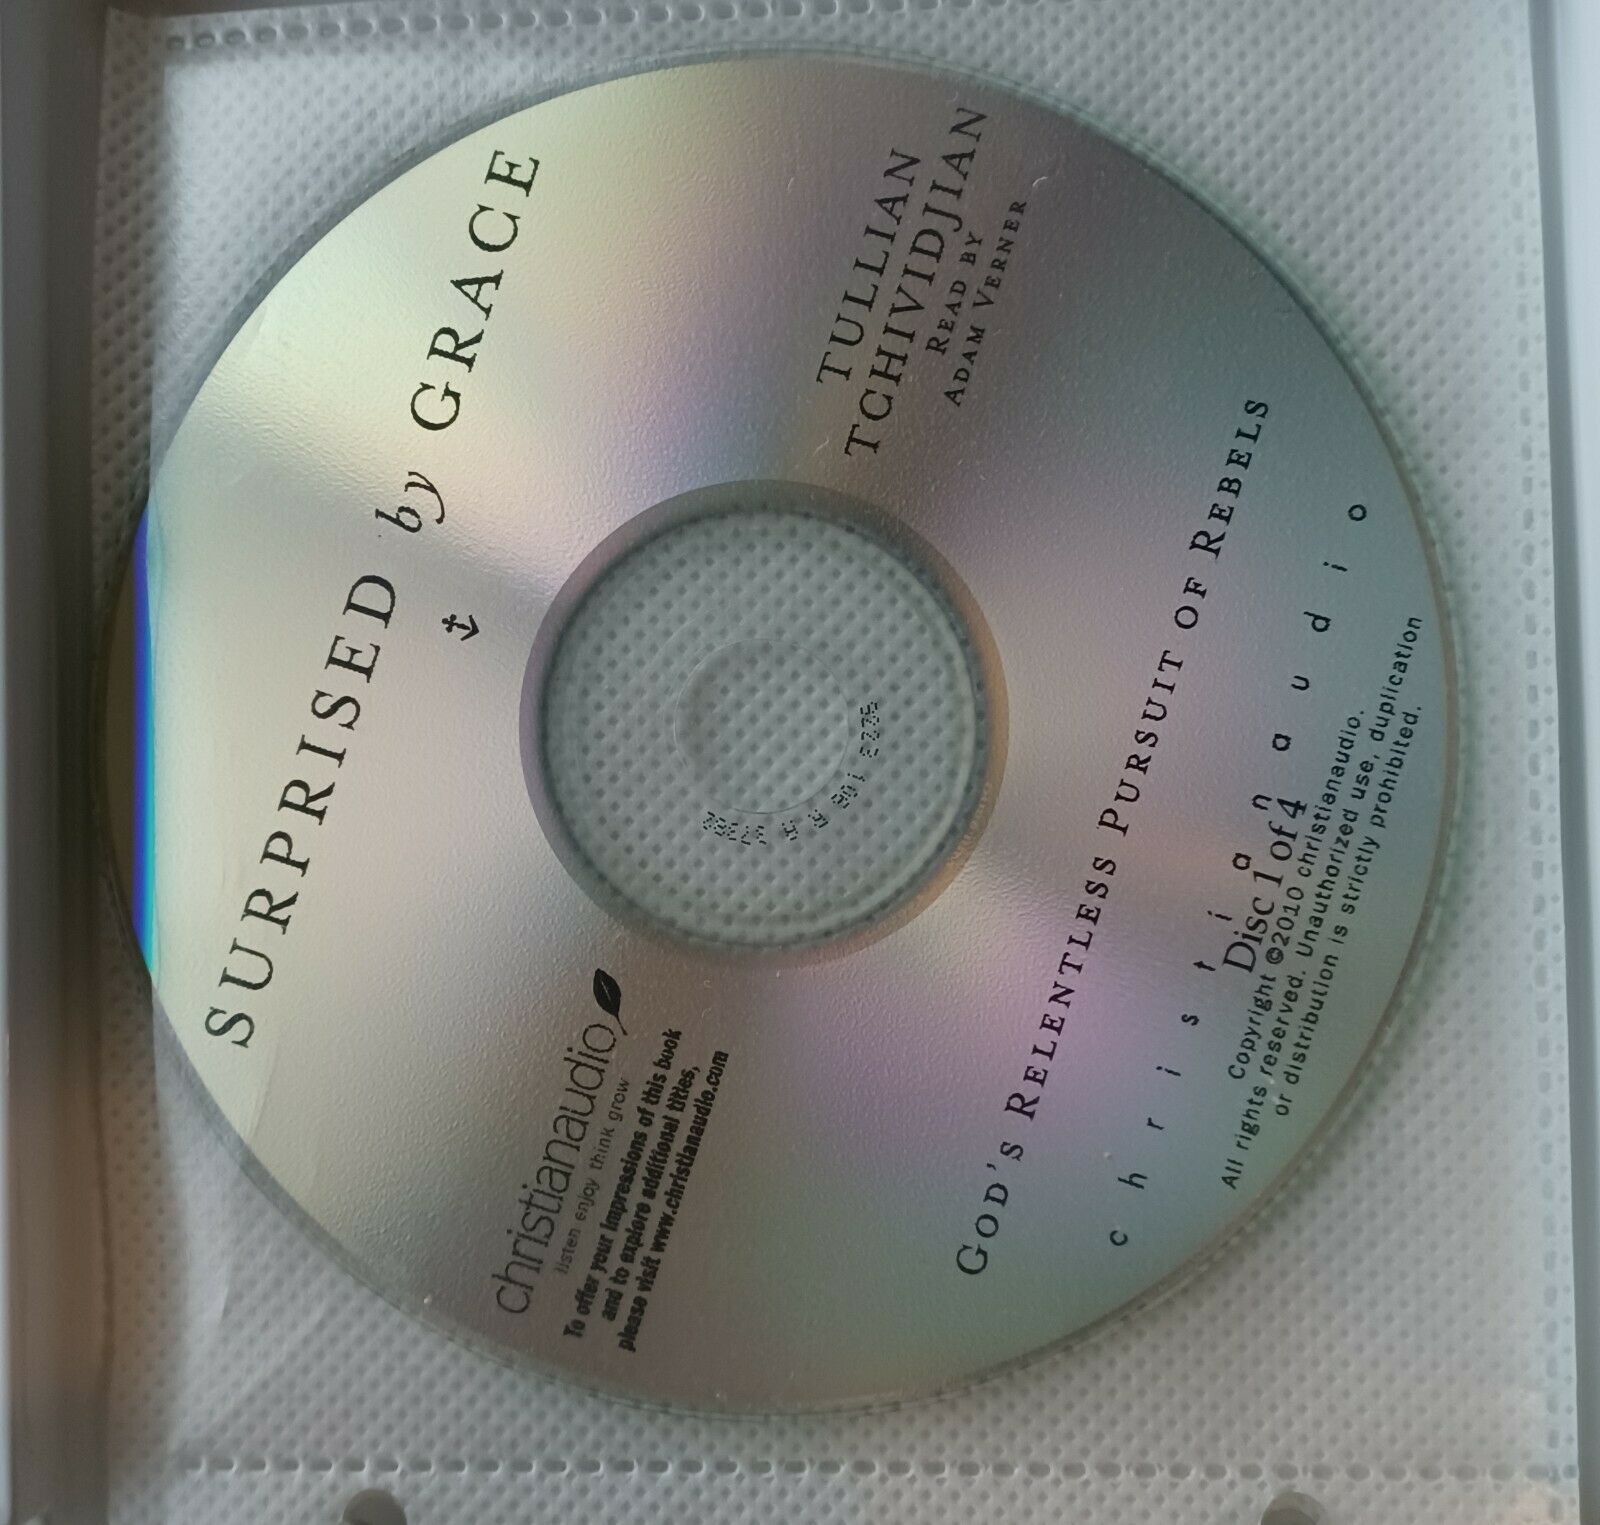 SURPRISED by GRACE
TULLIAN
TCHIVIDJIAN
READ BY
ADAM VERNER
christianaudio
listen enjoy think grow
To offer your impressions of this book
and to explore additional titles,
please visit www.christianaudio.com
GOD'S RELENTLESS PURSUIT OF REBELS
christianaudio
Disc 1 of 4
Copyright ©2010 christianaudio.
All rights reserved. Unauthorized use, duplication
or distribution is strictly prohibited.